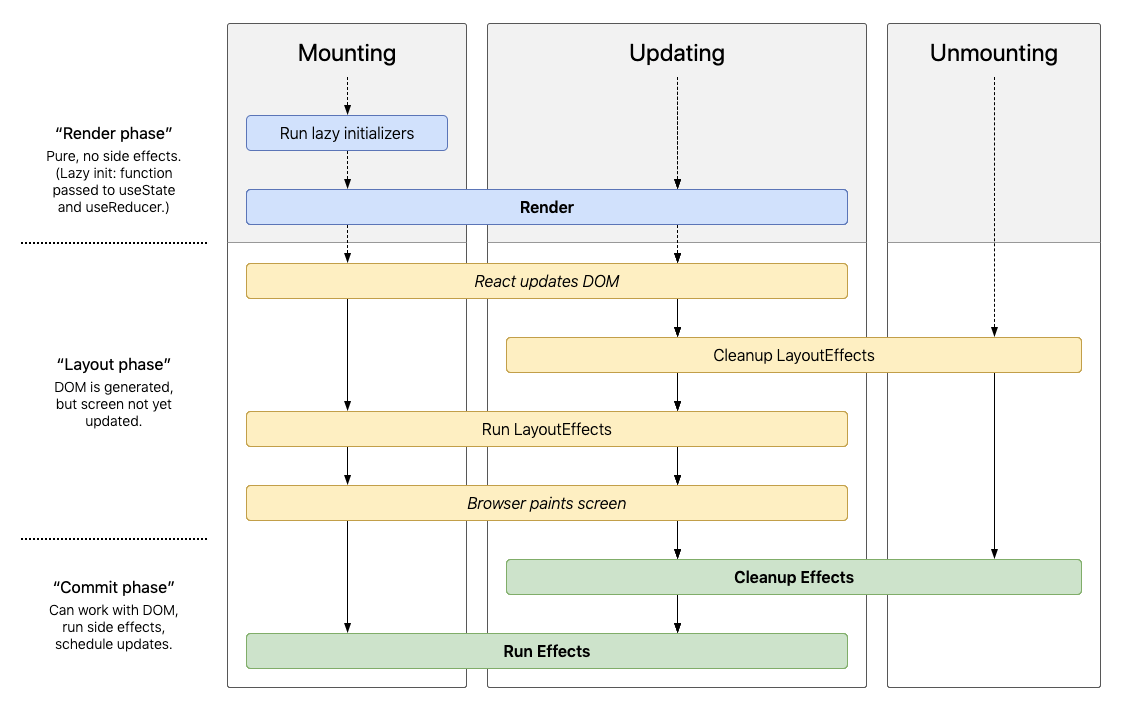 Mounting
Updating
Unmounting
“Render phase”
Pure, no side effects.
(Lazy init: function
passed to useState
and useReducer.)
Run lazy initializers
Render
React updates DOM
“Layout phase”
DOM is generated,
but screen not yet
updated.
Cleanup LayoutEffects
Run LayoutEffects
Browser paints screen
“Commit phase”
Can work with DOM,
run side effects,
schedule updates.
Cleanup Effects
Run Effects